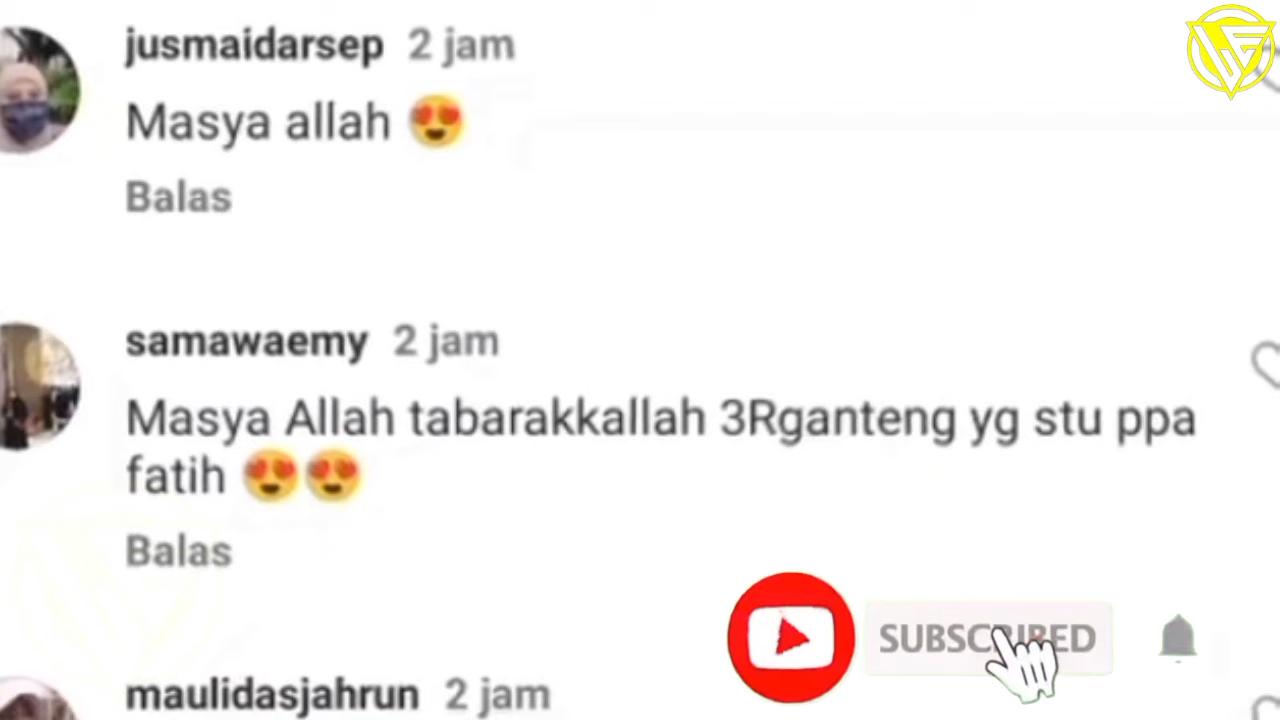 jusmaidarsep 2 jam
Masya allah 😍
Balas
samawaemy 2 jam
Masya Allah tabarakkallah 3Rganteng yg stu ppa
fatih 😍😍
Balas
SUBSCRIBED
maulidasjahrun 2 jam